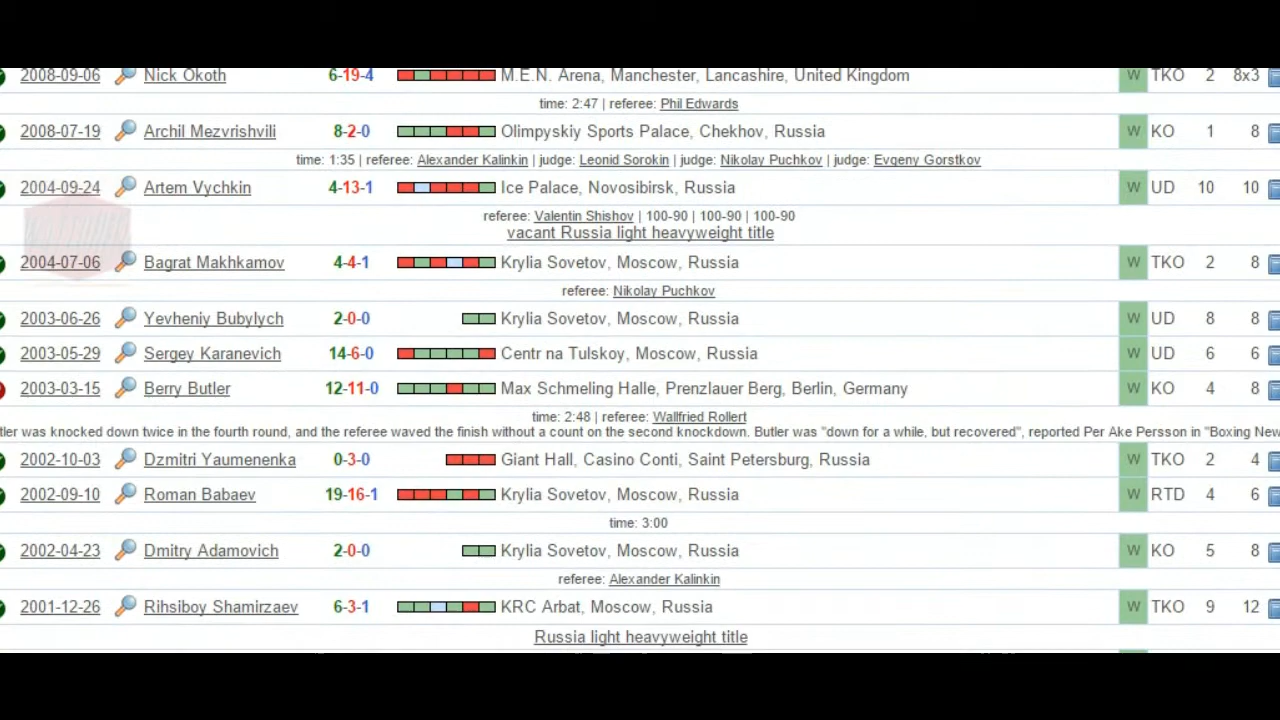 2008-09-06 Nick Okoth 6-19-4 M.E.N. Arena, Manchester, Lancashire, United Kingdom W TKO 2 8x3
time: 2:47 | referee: Phil Edwards
2008-07-19 Archil Mezvrishvili 8-2-0 Olimpyskiy Sports Palace, Chekhov, Russia W KO 1 8
time: 1:35 | referee: Alexander Kalinkin | judge: Leonid Sorokin | judge: Nikolay Puchkov | judge: Evgeny Gorstkov
2004-09-24 Artem Vychkin 4-13-1 Ice Palace, Novosibirsk, Russia W UD 10 10
referee: Valentin Shishov | 100-90 | 100-90 | 100-90
vacant Russia light heavyweight title
2004-07-06 Bagrat Makhkamov 4-4-1 Krylia Sovetov, Moscow, Russia W TKO 2 8
referee: Nikolay Puchkov
2003-06-26 Yevheniy Bubylych 2-0-0 Krylia Sovetov, Moscow, Russia W UD 8 8
2003-05-29 Sergey Karanevich 14-6-0 Centr na Tulskoy, Moscow, Russia W UD 6 6
2003-03-15 Berry Butler 12-11-0 Max Schmeling Halle, Prenzlauer Berg, Berlin, Germany W KO 4 8
time: 2:48 | referee: Wallfried Rollert
tler was knocked down twice in the fourth round, and the referee waved the finish without a count on the second knockdown. Butler was "down for a while, but recovered", reported Per Ake Persson in "Boxing New
2002-10-03 Dzmitri Yaumenenka 0-3-0 Giant Hall, Casino Conti, Saint Petersburg, Russia W TKO 2 4
2002-09-10 Roman Babaev 19-16-1 Krylia Sovetov, Moscow, Russia W RTD 4 6
time: 3:00
2002-04-23 Dmitry Adamovich 2-0-0 Krylia Sovetov, Moscow, Russia W KO 5 8
referee: Alexander Kalinkin
2001-12-26 Rihsiboy Shamirzaev 6-3-1 KRC Arbat, Moscow, Russia W TKO 9 12
Russia light heavyweight title